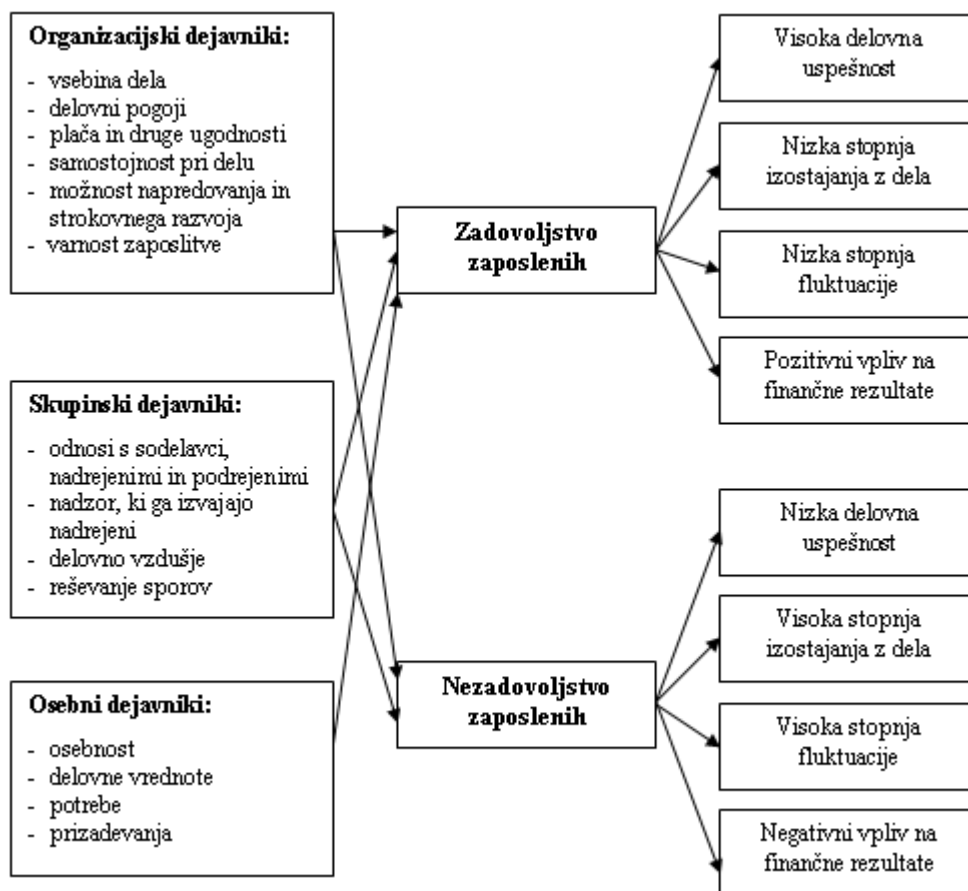 Organizacijski dejavniki:
- vsebina dela
- delovni pogoji
- plača in druge ugodnosti
- samostojnost pri delu
- možnost napredovanja in
strokovnega razvoja
- varnost zaposlitve
Skupinski dejavniki:
- odnosi s sodelavci,
nadrejenimi in podrejenimi
- nadzor, ki ga izvajajo
nadrejeni
- delovno vzdušje
- reševanje sporov
Osebni dejavniki:
- osebnost
- delovne vrednote
- potrebe
- prizadevanja
Zadovoljstvo
zaposlenih
Nezadovoljstvo
zaposlenih
Visoka delovna
uspešnost
Nizka stopnja
izostajanja z dela
Nizka stopnja
fluktuacije
Pozitivni vpliv na
finančne rezultate
Nizka delovna
uspešnost
Visoka stopnja
izostajanja z dela
Visoka stopnja
fluktuacije
Negativni vpliv na
finančne rezultate